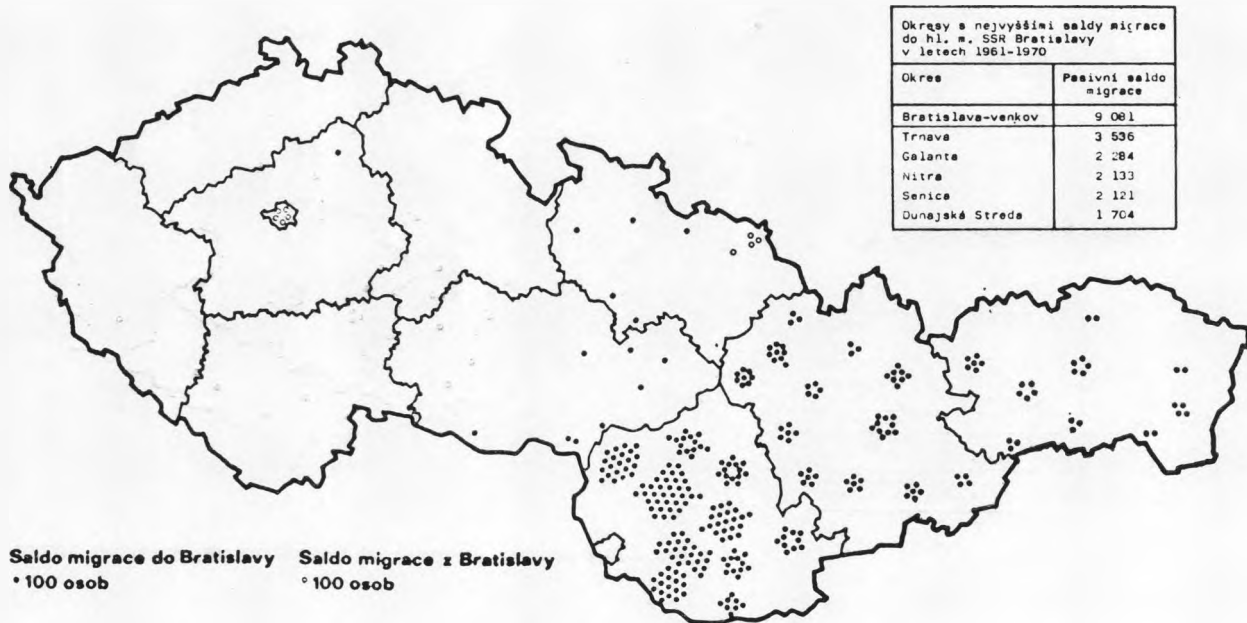 Okresy s nejvyššími saldy migrace
do hl. m. SSR Bratislavy
v letech 1961-1970
Okres Pasivní saldo
migrace
Bratislava-venkov 9 081
Trnava 3 536
Galanta 2 284
Nitra 2 133
Senica 2 121
Dunajská Streda 1 704
Saldo migrace do Bratislavy Saldo migrace z Bratislavy
100 osob 100 osob